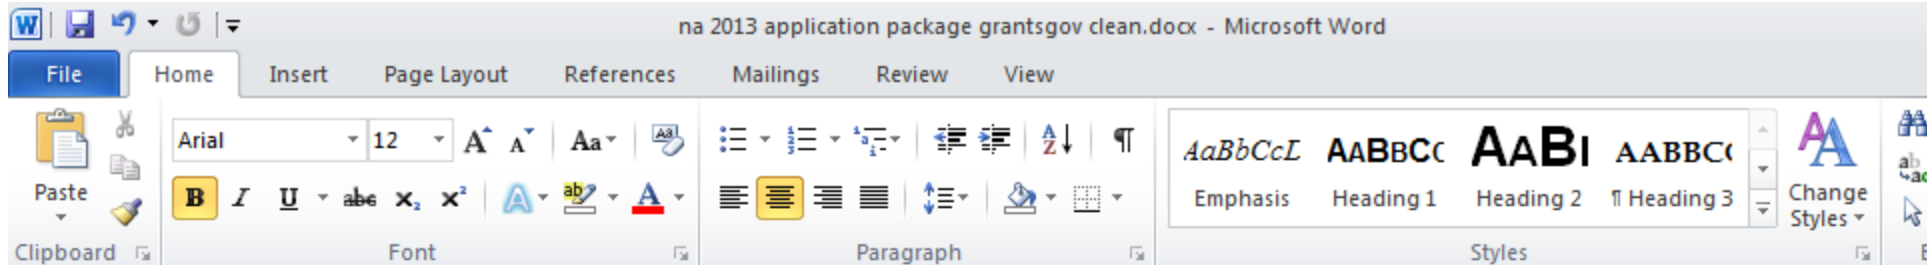 na 2013 application package grantsgov clean.docx - Microsoft Word
File Home Insert Page Layout References Mailings Review View
Arial 12 Aa
AaBbCcL AABBCC AABI AABBCC
Paste B I U abc x₂ x² A ab A
Emphasis Heading 1 Heading 2 ¶ Heading 3 Change Styles
Clipboard Font Paragraph Styles